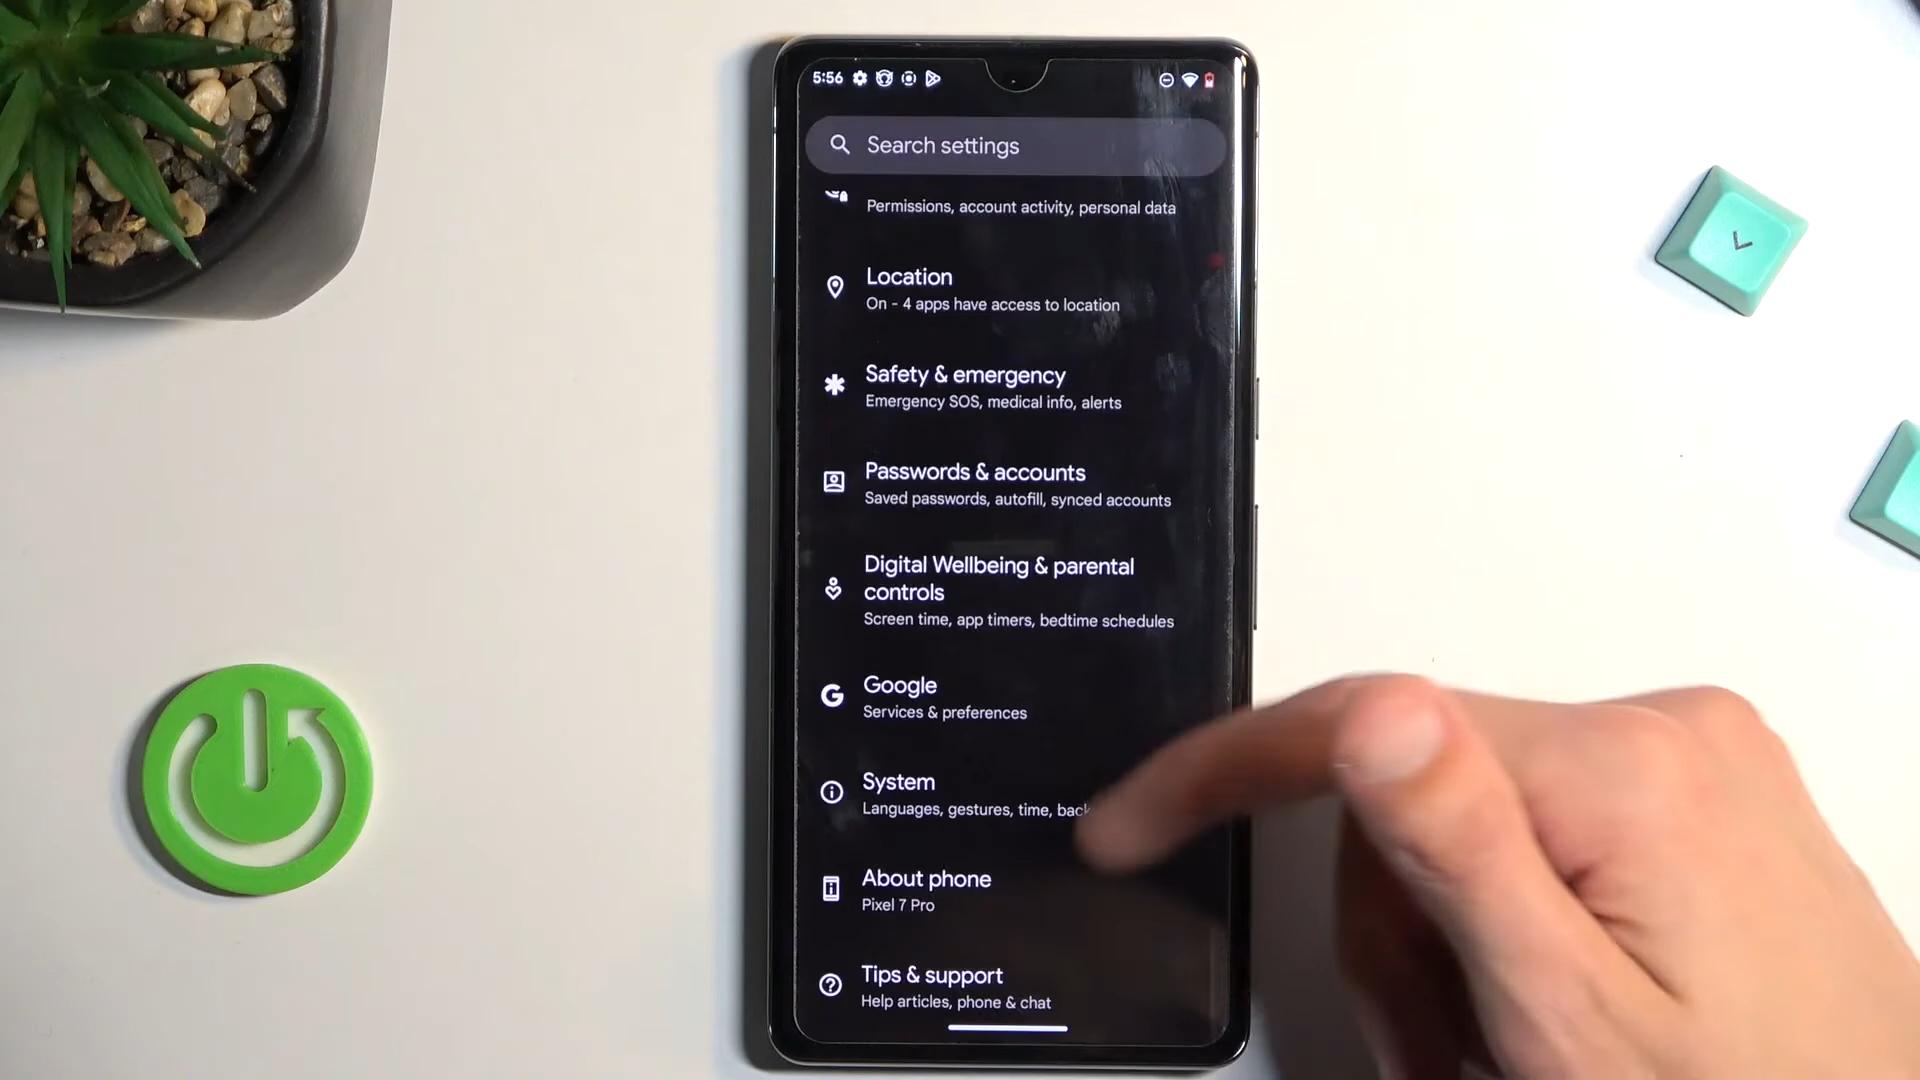 5:56
Search settings
Permissions, account activity, personal data
Location
On - 4 apps have access to location
Safety & emergency
Emergency SOS, medical info, alerts
Passwords & accounts
Saved passwords, autofill, synced accounts
Digital Wellbeing & parental
controls
Screen time, app timers, bedtime schedules
Google
Services & preferences
System
Languages, gestures, time,
About phone
Pixel 7 Pro
Tips & support
Help articles, phone & chat